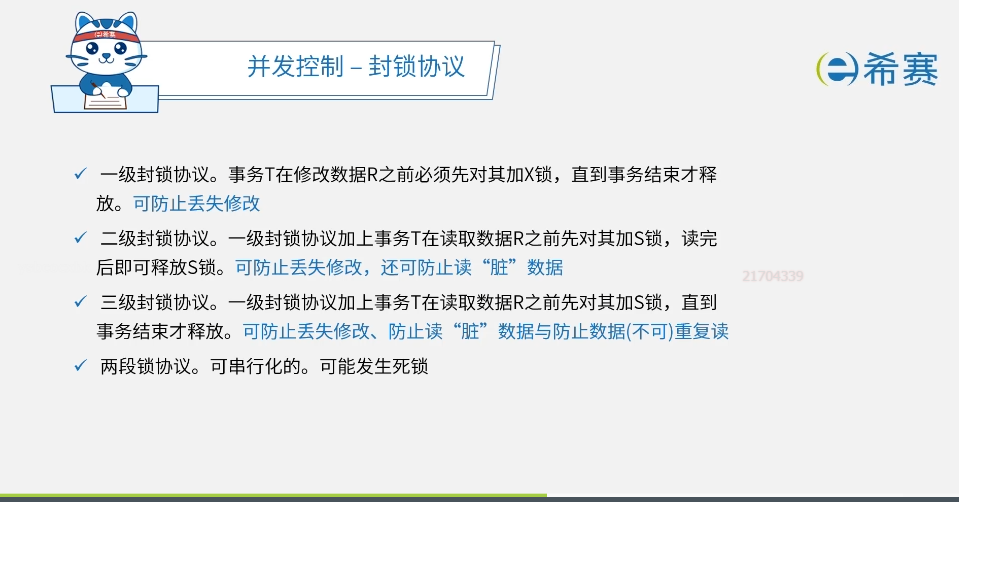 希赛
并发控制 – 封锁协议
希赛
✓ 一级封锁协议。事务T在修改数据R之前必须先对其加X锁，直到事务结束才释
放。可防止丢失修改
✓ 二级封锁协议。一级封锁协议加上事务T在读取数据R之前先对其加S锁，读完
后即可释放S锁。可防止丢失修改，还可防止读“脏”数据
21704339
✓ 三级封锁协议。一级封锁协议加上事务T在读取数据R之前先对其加S锁，直到
事务结束才释放。可防止丢失修改、防止读“脏”数据与防止数据(不可)重复读
✓ 两段锁协议。可串行化的。可能发生死锁